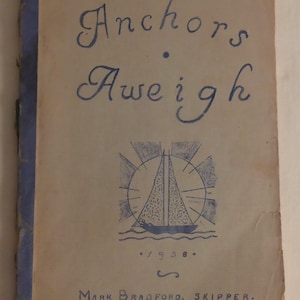 Anchors
Aweigh
• 1938 •
MARK BRADFORD, SKIPPER.